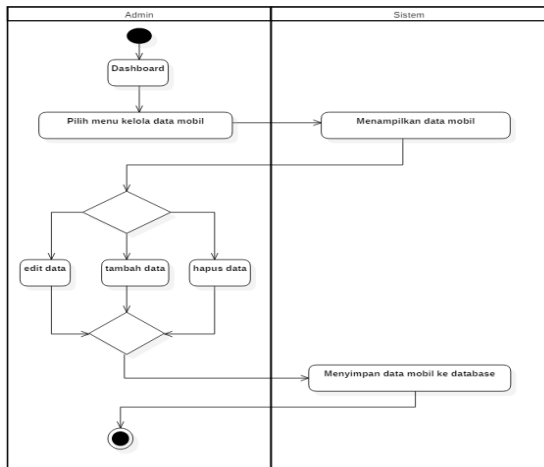 Admin
Sistem
Dashboard
Pilih menu kelola data mobil
Menampilkan data mobil
edit data
tambah data
hapus data
Menyimpan data mobil ke database